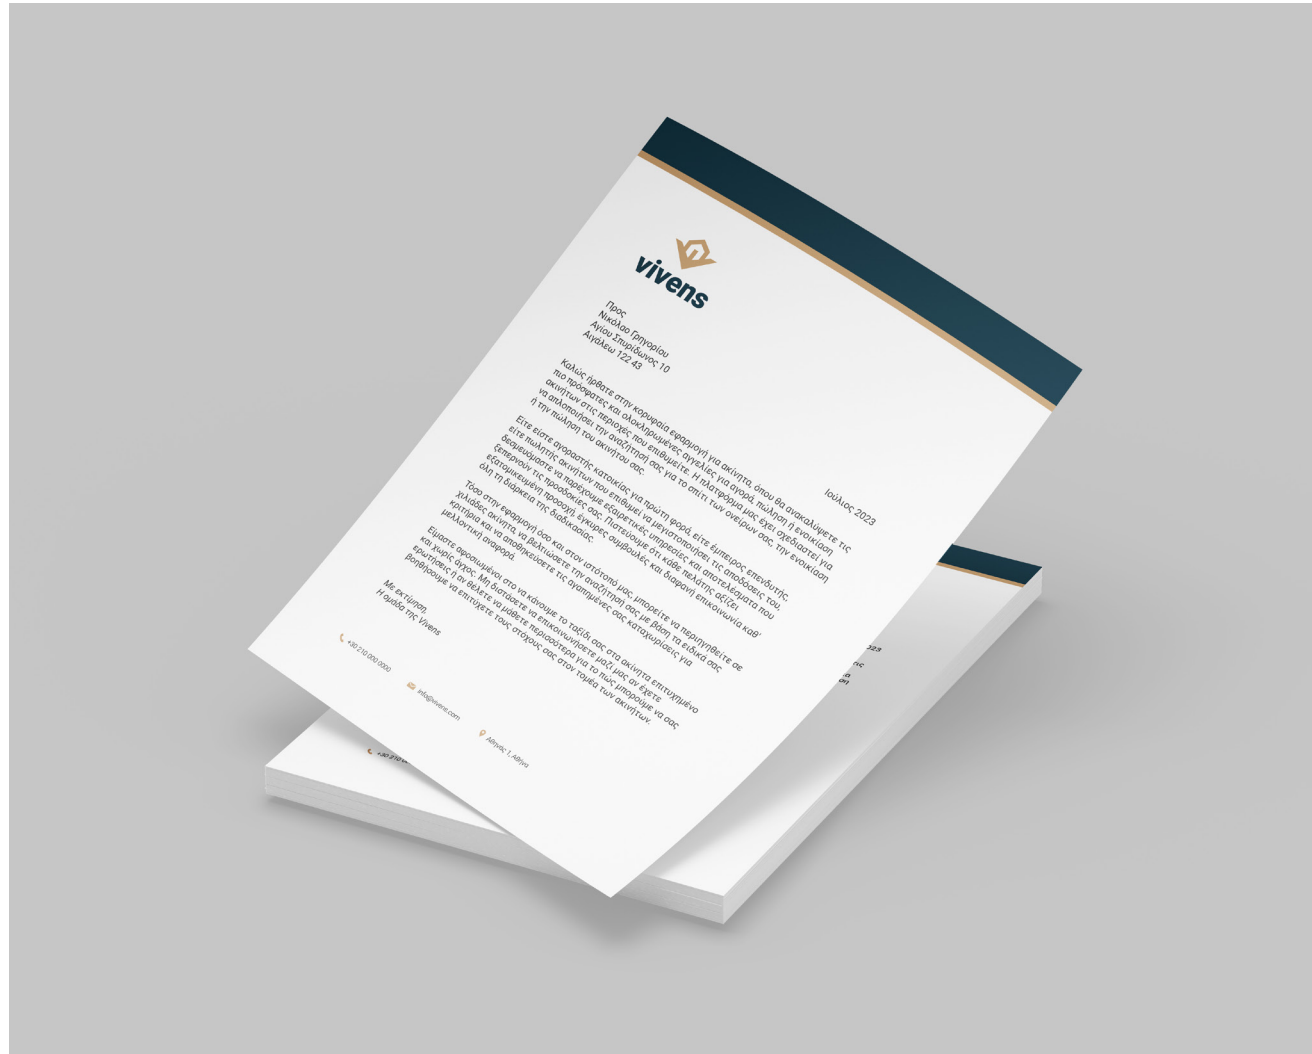 vivens
Προς
Νικόλαο Γρηγορίου
Αγίου Σπυρίδωνος 10
Αιγάλεω 122 43
Ιούλιος 2023
Καλώς ήρθατε στην κορυφαία εφαρμογή για ακίνητα, όπου θα ανακαλύψετε τις
πιο πρόσφατες και ολοκληρωμένες αγγελίες για αγορά, πώληση ή ενοικίαση
ακινήτων στις περιοχές που επιθυμείτε. Η πλατφόρμα μας έχει σχεδιαστεί για
να απλοποιήσει την αναζήτησή σας για το σπίτι των ονείρων σας, την ενοικίαση
ή την πώληση του ακινήτου σας.
Είτε είστε αγοραστής κατοικίας για πρώτη φορά, είτε έμπειρος επενδυτής,
είτε πωλητής ακινήτων που επιθυμεί να μεγιστοποιήσει τις αποδόσεις του,
δεσμευόμαστε να παρέχουμε εξαιρετικές υπηρεσίες και αποτελέσματα που
ξεπερνούν τις προσδοκίες σας. Πιστεύουμε ότι κάθε πελάτης αξίζει
εξατομικευμένη προσοχή, έγκυρες συμβουλές και διαφανή επικοινωνία καθ'
όλη τη διάρκεια της διαδικασίας.
Τόσο στην εφαρμογή όσο και στον ιστότοπό μας, μπορείτε να περιηγηθείτε σε
χιλιάδες ακίνητα, να βελτιώσετε την αναζήτησή σας με βάση τα ειδικά σας
κριτήρια και να αποθηκεύσετε τις αγαπημένες σας καταχωρίσεις για
μελλοντική αναφορά.
Είμαστε αφοσιωμένοι στο να κάνουμε το ταξίδι σας στα ακίνητα επιτυχημένο
και χωρίς άγχος. Μη διστάσετε να επικοινωνήσετε μαζί μας αν έχετε
ερωτήσεις ή αν θέλετε να μάθετε περισσότερα για το πώς μπορούμε να σας
βοηθήσουμε να επιτύχετε τους στόχους σας στον τομέα των ακινήτων.
Με εκτίμηση,
Η ομάδα της Vivens
+30 210 000 0000
info@vivens.com
Αθηνάς 1, Αθήνα